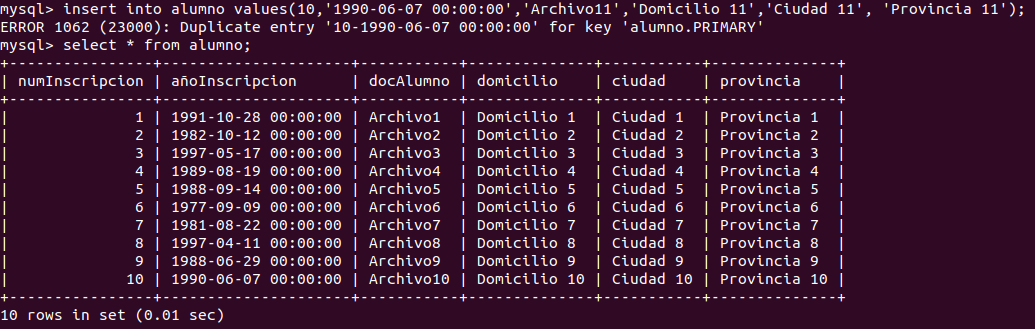 mysql> insert into alumno values(10,'1990-06-07 00:00:00','Archivo11','Domicilio 11','Ciudad 11', 'Provincia 11');
ERROR 1062 (23000): Duplicate entry '10-1990-06-07 00:00:00' for key 'alumno.PRIMARY'
mysql> select * from alumno;
+----------------+---------------------+-----------+--------------+-----------+--------------+
| numInscripcion | añoInscripcion      | docAlumno | domicilio    | ciudad    | provincia    |
+----------------+---------------------+-----------+--------------+-----------+--------------+
|              1 | 1991-10-28 00:00:00 | Archivo1  | Domicilio 1  | Ciudad 1  | Provincia 1  |
|              2 | 1982-10-12 00:00:00 | Archivo2  | Domicilio 2  | Ciudad 2  | Provincia 2  |
|              3 | 1997-05-17 00:00:00 | Archivo3  | Domicilio 3  | Ciudad 3  | Provincia 3  |
|              4 | 1989-08-19 00:00:00 | Archivo4  | Domicilio 4  | Ciudad 4  | Provincia 4  |
|              5 | 1988-09-14 00:00:00 | Archivo5  | Domicilio 5  | Ciudad 5  | Provincia 5  |
|              6 | 1977-09-09 00:00:00 | Archivo6  | Domicilio 6  | Ciudad 6  | Provincia 6  |
|              7 | 1981-08-22 00:00:00 | Archivo7  | Domicilio 7  | Ciudad 7  | Provincia 7  |
|              8 | 1997-04-11 00:00:00 | Archivo8  | Domicilio 8  | Ciudad 8  | Provincia 8  |
|              9 | 1988-06-29 00:00:00 | Archivo9  | Domicilio 9  | Ciudad 9  | Provincia 9  |
|             10 | 1990-06-07 00:00:00 | Archivo10 | Domicilio 10 | Ciudad 10 | Provincia 10 |
+----------------+---------------------+-----------+--------------+-----------+--------------+
10 rows in set (0.01 sec)